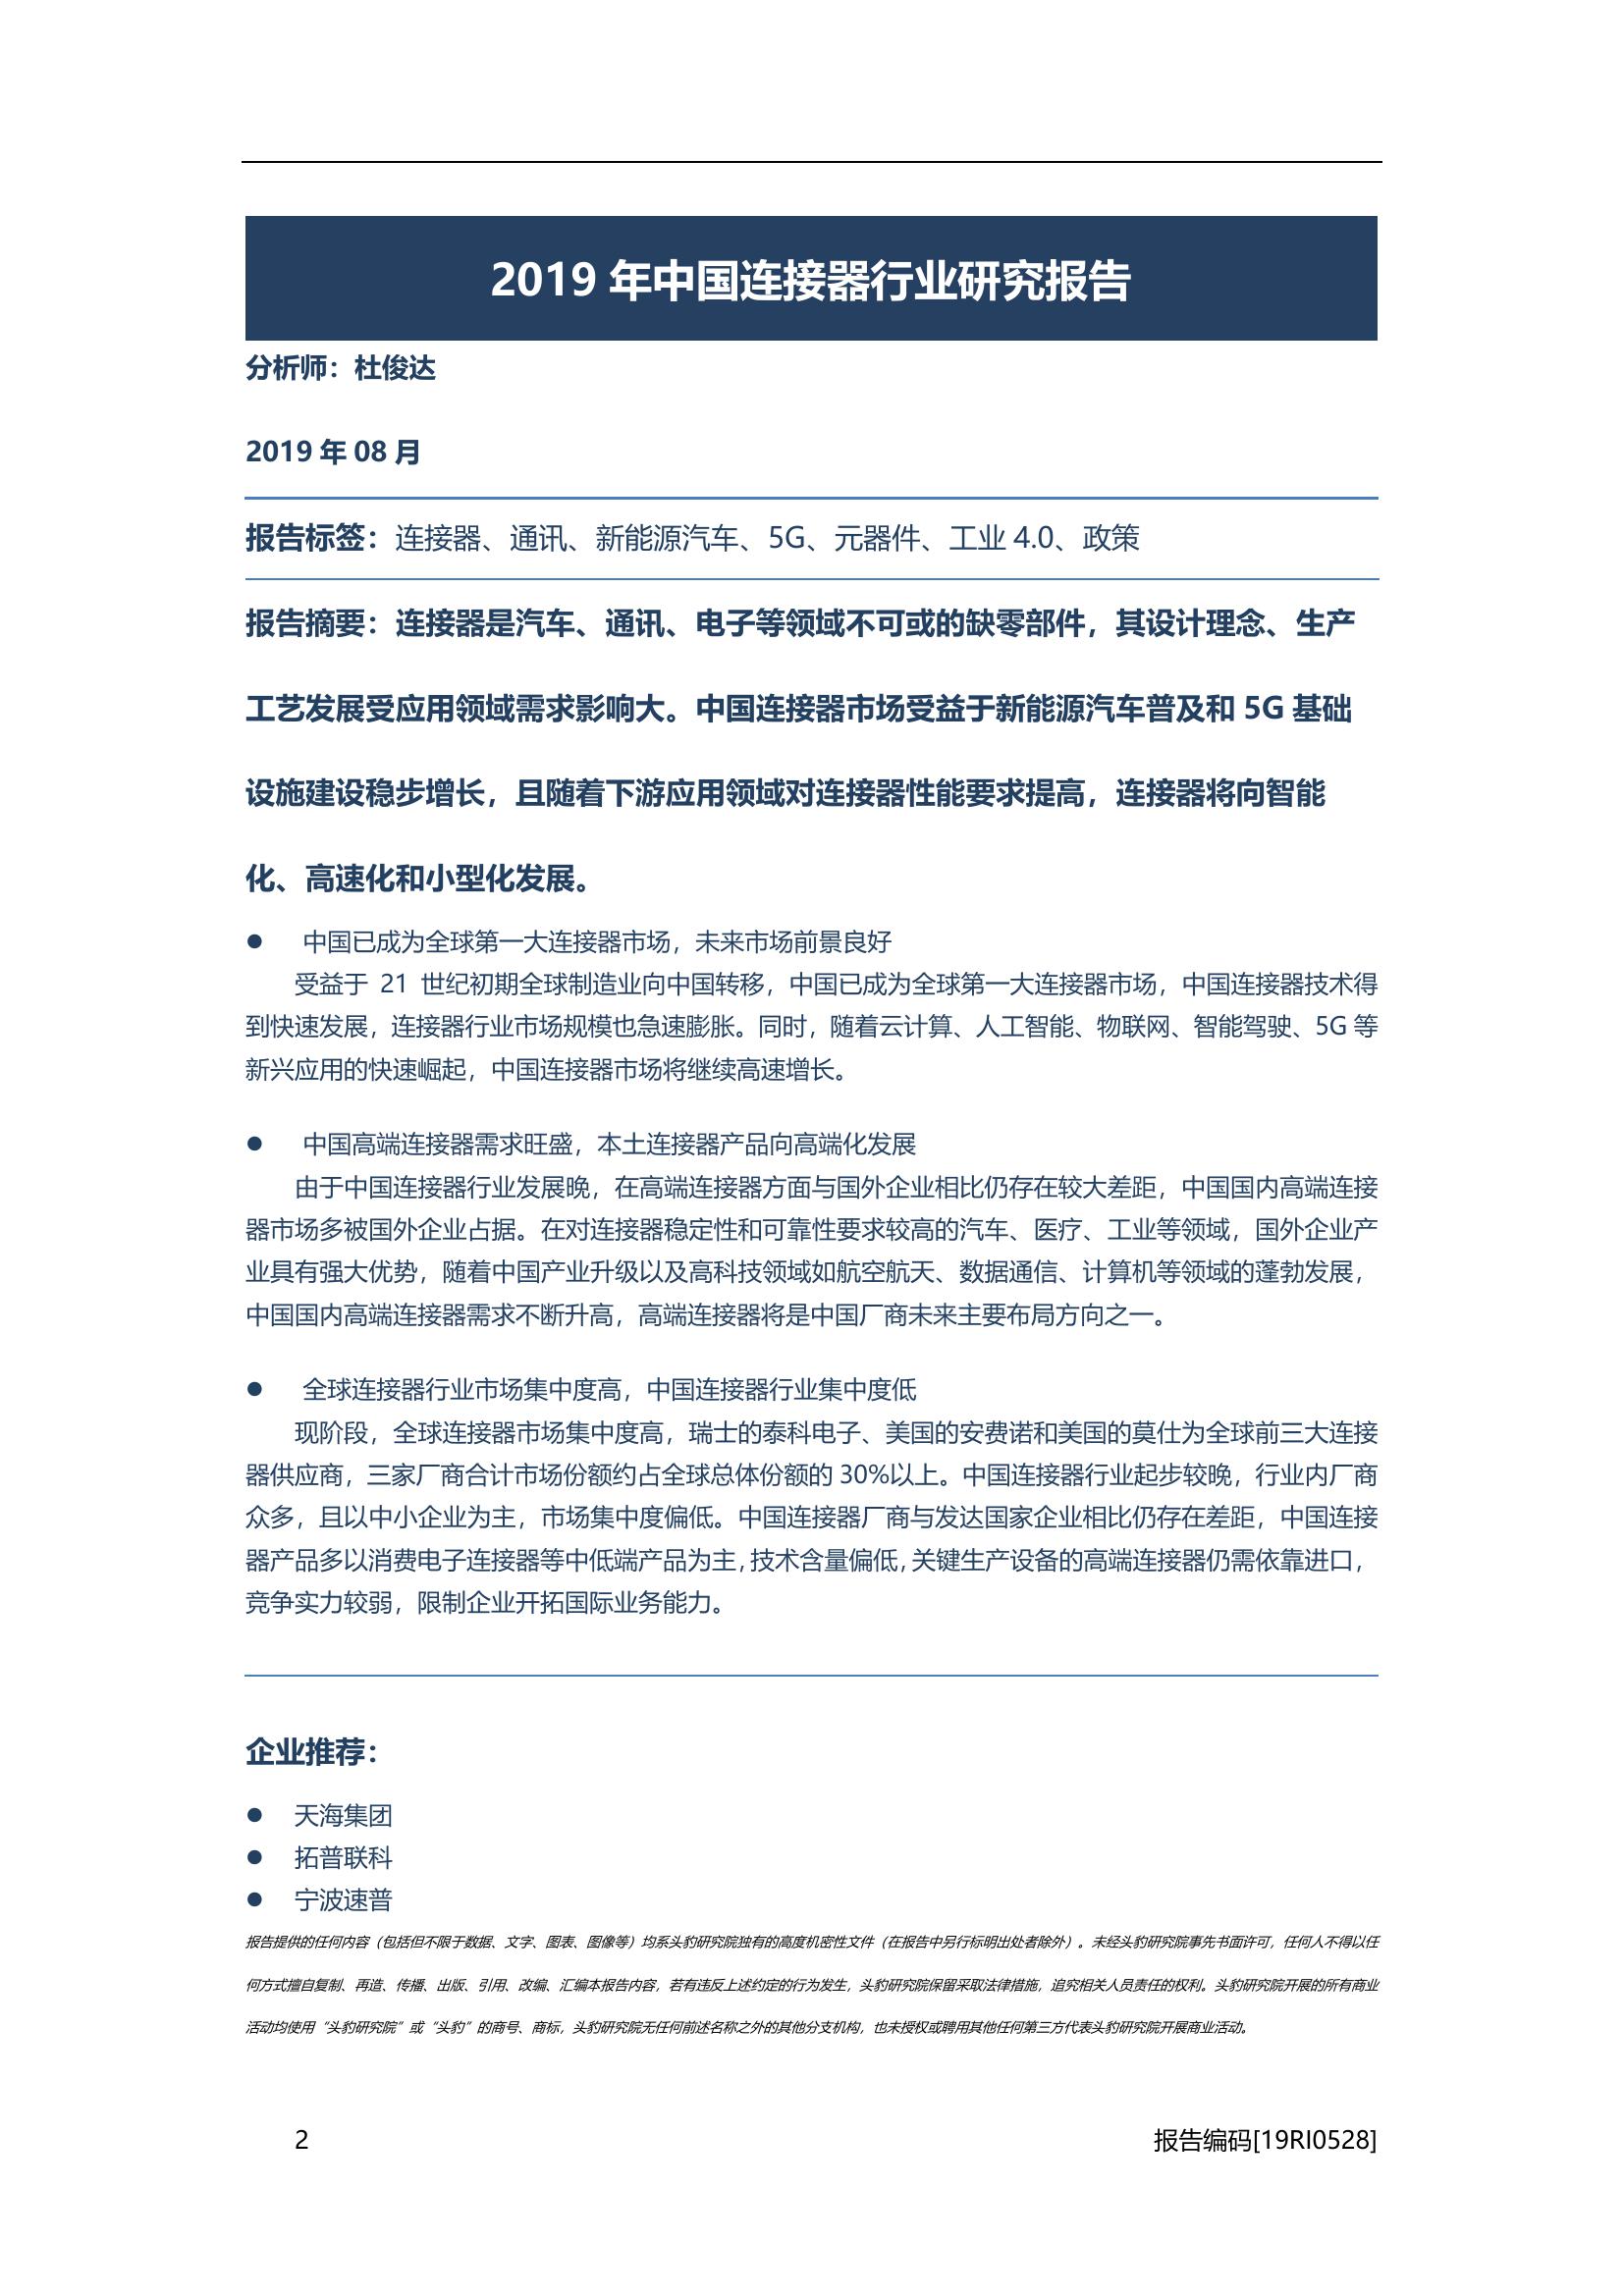 2019 年中国连接器行业研究报告
分析师：杜俊达
2019 年 08 月
报告标签：连接器、通讯、新能源汽车、5G、元器件、工业 4.0、政策
报告摘要：连接器是汽车、通讯、电子等领域不可或的缺零部件，其设计理念、生产
工艺发展受应用领域需求影响大。中国连接器市场受益于新能源汽车普及和 5G 基础
设施建设稳步增长，且随着下游应用领域对连接器性能要求提高，连接器将向智能
化、高速化和小型化发展。
● 中国已成为全球第一大连接器市场，未来市场前景良好
受益于 21 世纪初期全球制造业向中国转移，中国已成为全球第一大连接器市场，中国连接器技术得
到快速发展，连接器行业市场规模也急速膨胀。同时，随着云计算、人工智能、物联网、智能驾驶、5G 等
新兴应用的快速崛起，中国连接器市场将继续高速增长。
● 中国高端连接器需求旺盛，本土连接器产品向高端化发展
由于中国连接器行业发展晚，在高端连接器方面与国外企业相比仍存在较大差距，中国国内高端连接
器市场多被国外企业占据。在对连接器稳定性和可靠性要求较高的汽车、医疗、工业等领域，国外企业产
业具有强大优势，随着中国产业升级以及高科技领域如航空航天、数据通信、计算机等领域的蓬勃发展，
中国国内高端连接器需求不断升高，高端连接器将是中国厂商未来主要布局方向之一。
● 全球连接器行业市场集中度高，中国连接器行业集中度低
现阶段，全球连接器市场集中度高，瑞士的泰科电子、美国的安费诺和美国的莫仕为全球前三大连接
器供应商，三家厂商合计市场份额约占全球总体份额的 30%以上。中国连接器行业起步较晚，行业内厂商
众多，且以中小企业为主，市场集中度偏低。中国连接器厂商与发达国家企业相比仍存在差距，中国连接
器产品多以消费电子连接器等中低端产品为主，技术含量偏低，关键生产设备的高端连接器仍需依靠进口，
竞争实力较弱，限制企业开拓国际业务能力。
企业推荐：
● 天海集团
● 拓普联科
● 宁波速普
报告提供的任何内容（包括但不限于数据、文字、图表、图像等）均系头豹研究院独有的高度机密性文件（在报告中另行标明出处者除外）。未经头豹研究院事先书面许可，任何人不得以任
何方式擅自复制、再造、传播、出版、引用、改编、汇编本报告内容，若有违反上述约定的行为发生，头豹研究院保留采取法律措施，追究相关人员责任的权利。头豹研究院开展的所有商业
活动均使用“头豹研究院”或“头豹”的商号、商标，头豹研究院无任何前述名称之外的其他分支机构，也未授权或聘用其他任何第三方代表头豹研究院开展商业活动。
2 报告编码[19RI0528]